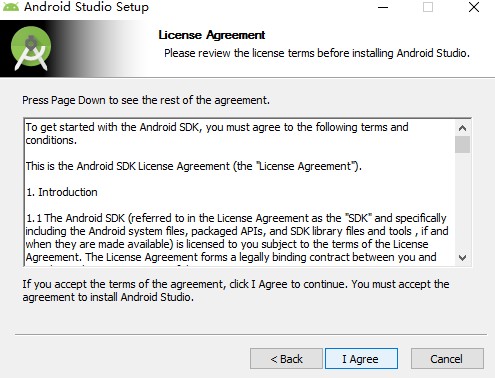 Android Studio Setup
License Agreement
Please review the license terms before installing Android Studio.
Press Page Down to see the rest of the agreement.
To get started with the Android SDK, you must agree to the following terms and
conditions.
This is the Android SDK License Agreement (the "License Agreement").
1. Introduction
1.1 The Android SDK (referred to in the License Agreement as the "SDK" and specifically
including the Android system files, packaged APIs, and SDK library files and tools , if and
when they are made available) is licensed to you subject to the terms of the License
Agreement. The License Agreement forms a legally binding contract between you and
If you accept the terms of the agreement, click I Agree to continue. You must accept the
agreement to install Android Studio.
< Back
I Agree
Cancel